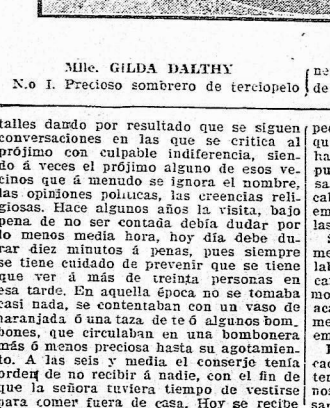 Mlle. GILDA DALTHY
N.o I. Precioso sombrero de terciopelo
talles dando por resultado que se siguen
conversaciones en las que se critica al
prójimo con culpable indiferencia, sien-
do á veces el prójimo alguno de esos ve-
cinos que á menudo se ignora el nombre,
las opiniones políticas, las creencias reli-
giosas. Hace algunos años la visita, bajo
pena de no ser contada debía dudar por
lo menos media hora, hoy día debe du-
rar diez minutos á penas, pues siempre
se tiene cuidado de prevenir que se tiene
que ver á más de treinta personas en
esa tarde. En aquella época no se tomaba
casi nada, se contentaban con un vaso de
naranjada ó una taza de te ó algunos bom-
bones, que circulaban en una bombonera
más ó menos preciosa hasta su agotamien-
to. A las seis y media el conserje tenía
orden de no recibir á nadie, con el fin de
que la señora tuviera tiempo de vestirse
para comer fuera de casa. Hoy se recibe
ne
de